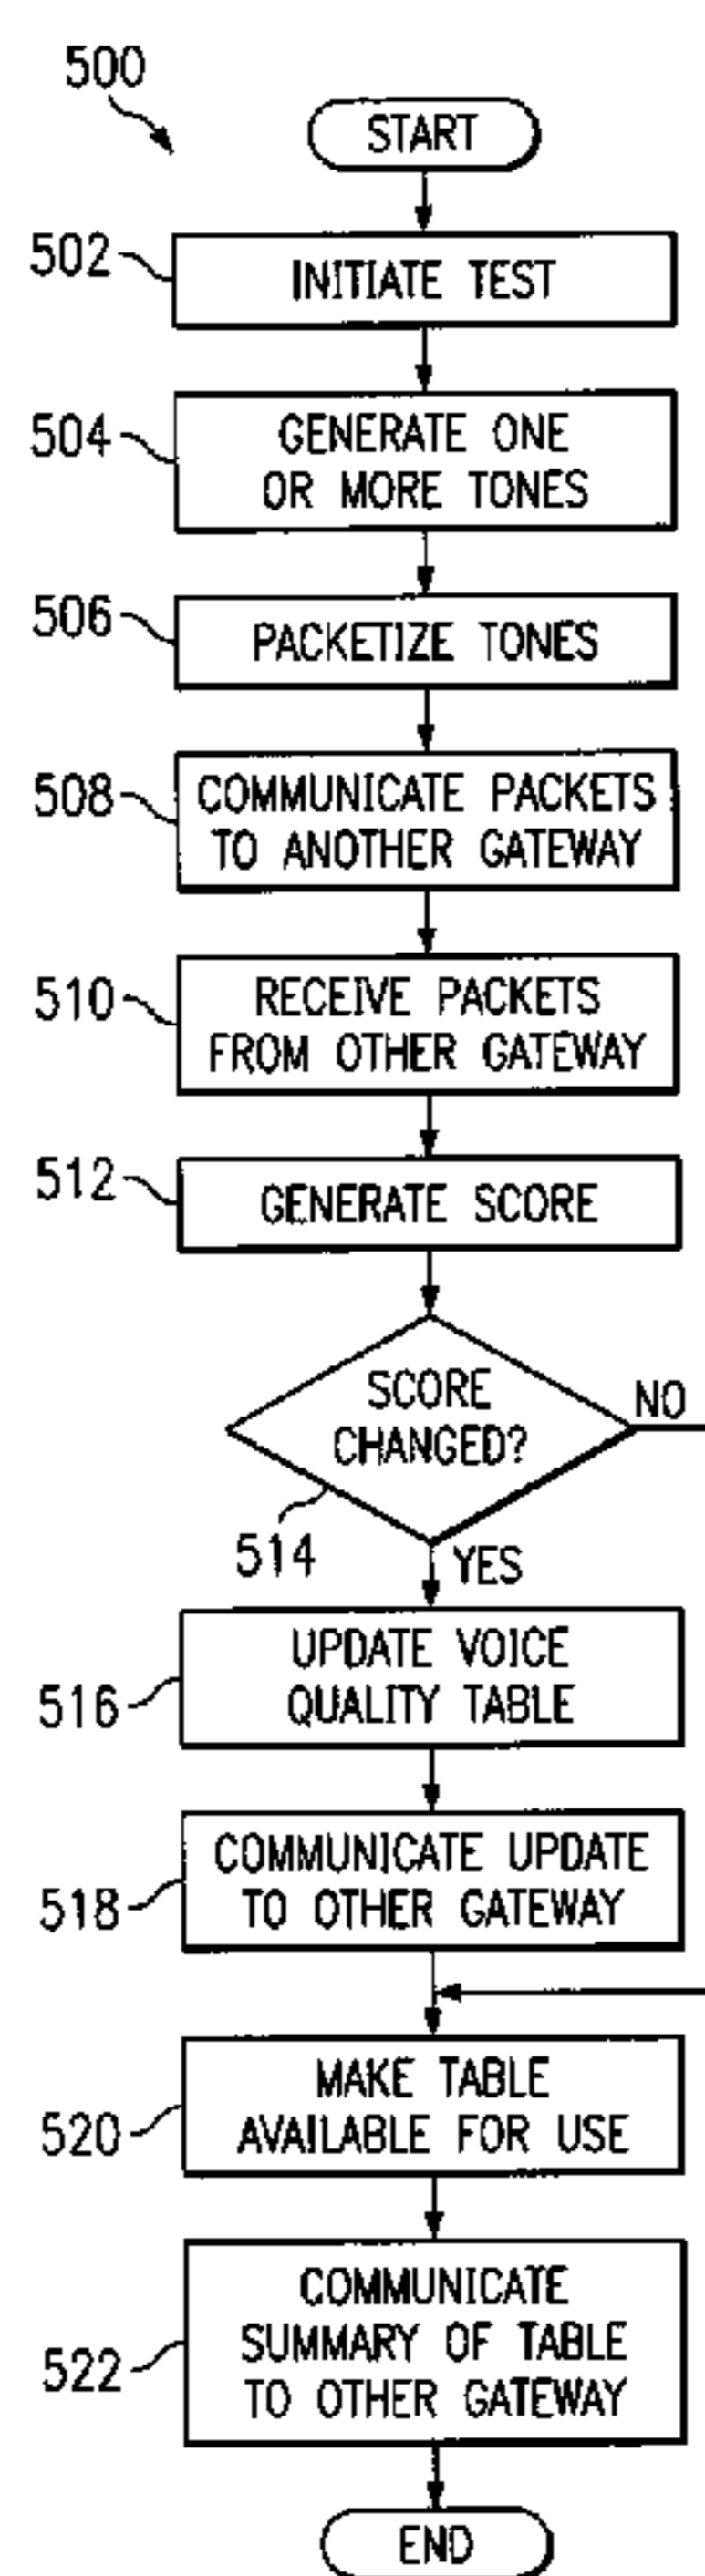 500
START
502
INITIATE TEST
504
GENERATE ONE
OR MORE TONES
506
PACKETIZE TONES
508
COMMUNICATE PACKETS
TO ANOTHER GATEWAY
510
RECEIVE PACKETS
FROM OTHER GATEWAY
512
GENERATE SCORE
SCORE
CHANGED?
NO
514
YES
516
UPDATE VOICE
QUALITY TABLE
518
COMMUNICATE UPDATE
TO OTHER GATEWAY
520
MAKE TABLE
AVAILABLE FOR USE
522
COMMUNICATE
SUMMARY OF TABLE
TO OTHER GATEWAY
END